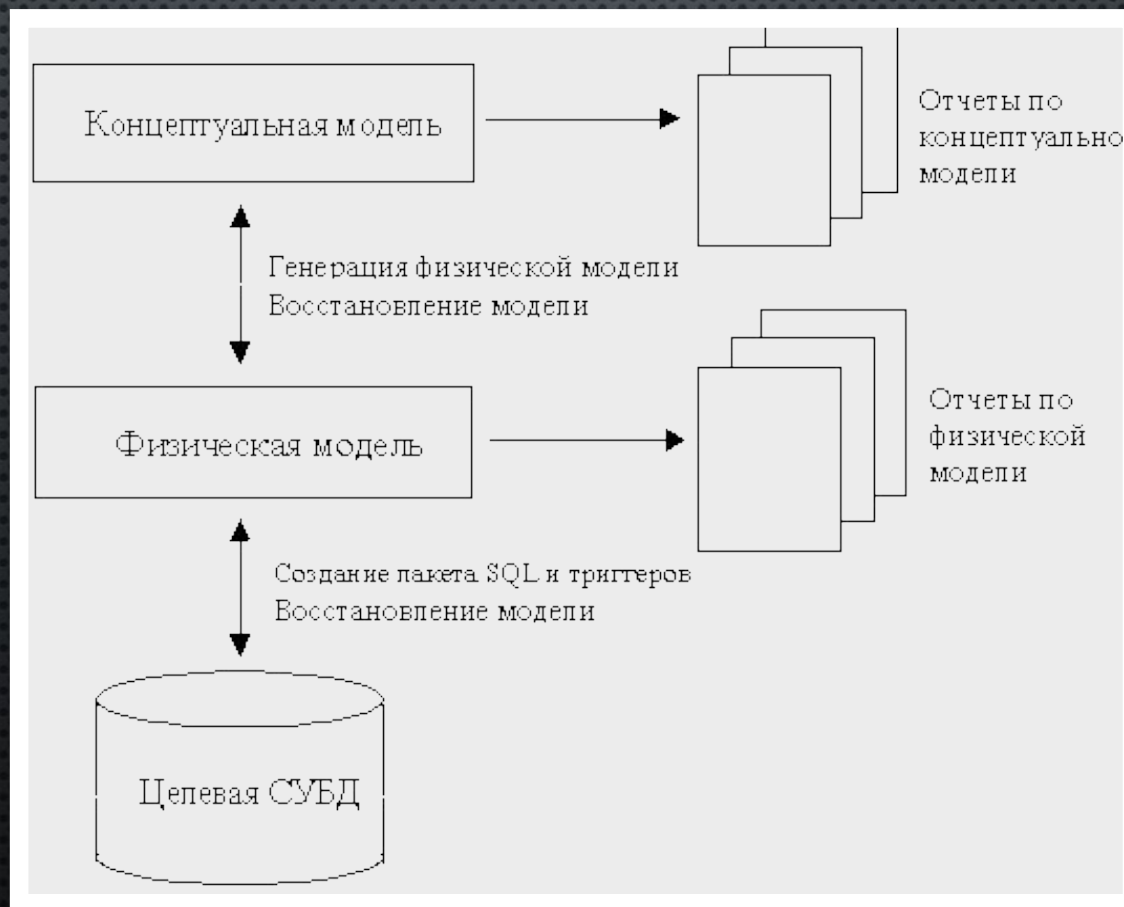 Концептуальная модель
Отчеты по
концептуально
модели
Генерация физической модели
Восстановление модели
Физическая модель
Отчеты по
физической
модели
Создание пакета SQL и триггеров
Восстановление модели
Целевая СУБД